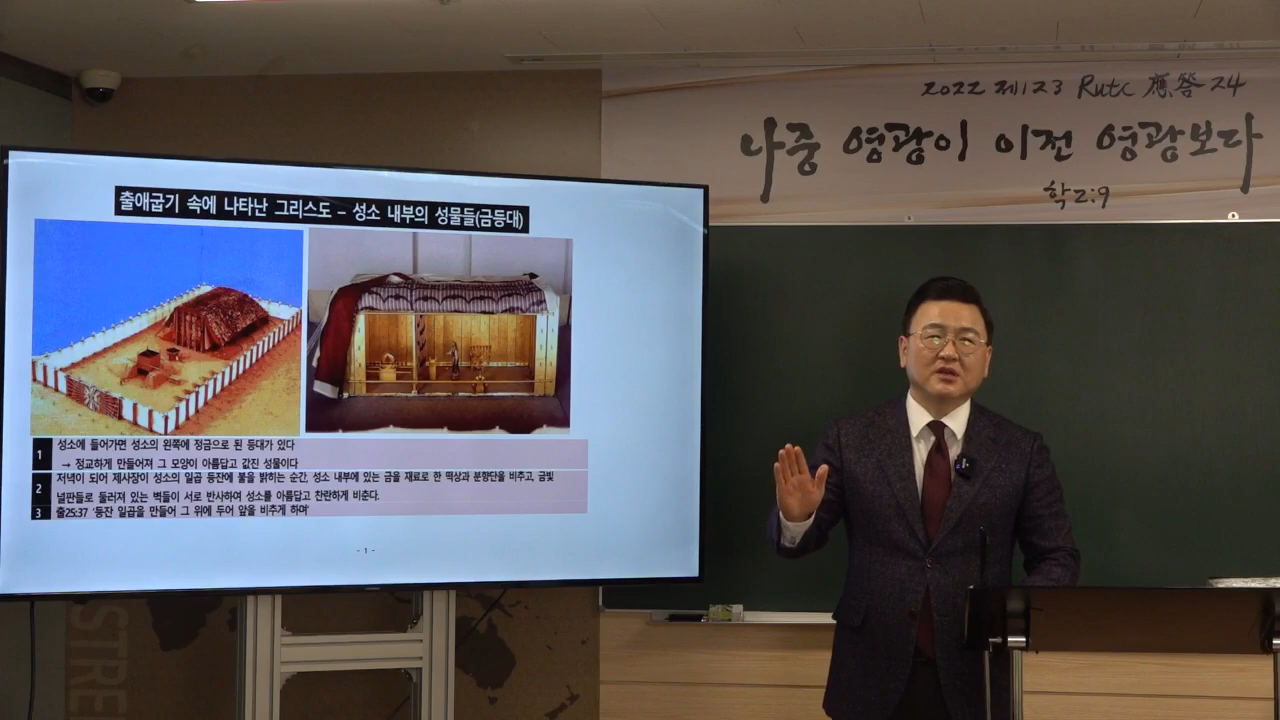 2022 제123 Rutc 應答 24
나중 영광이 이전 영광보다
학2:9
출애굽기 속에 나타난 그리스도 - 성소 내부의 성물들(금등대)
1 성소에 들어가면 성소의 왼쪽에 정금으로 된 등대가 있다
→ 정교하게 만들어져 그 모양이 아름답고 값진 성물이다
2 저녁이 되어 제사장이 성소의 일곱 등잔에 불을 밝히는 순간, 성소 내부에 있는 금을 재료로 한 떡상과 분향단을 비추고, 금빛
널판들로 둘러져 있는 벽들이 서로 반사하여 성소를 아름답고 찬란하게 비춘다.
3 출25:37 '등잔 일곱을 만들어 그 위에 두어 앞을 비추게 하며'
- 1 -
STRE